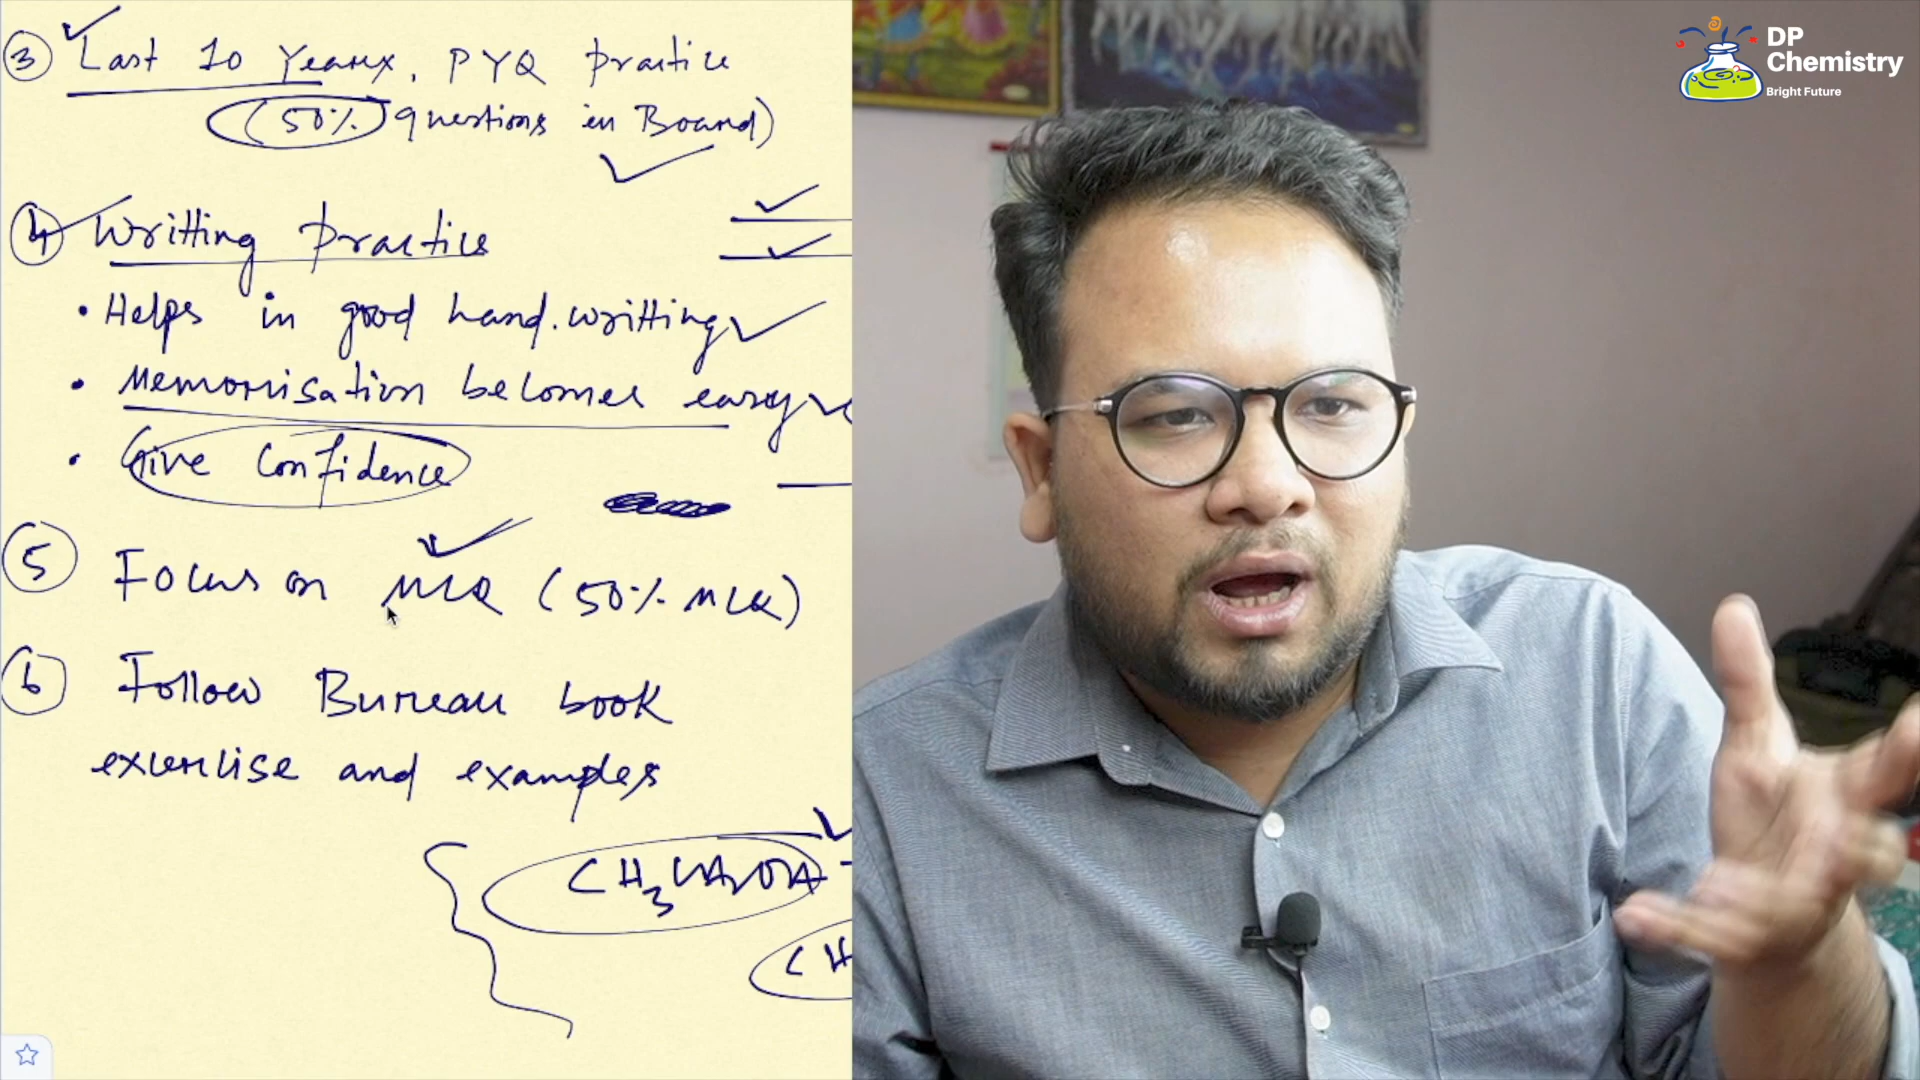 ③ Last 10 Years, PYQ Practice
(50% questions in Board)
④ Writting Practice
• Helps in good hand.writting
• Memorisation becomes easy
• Give Confidence
⑤ Focus on MCQ (50% MCQ)
⑥ Follow Bureau book
exercise and examples
CH
DP
Chemistry
Bright Future